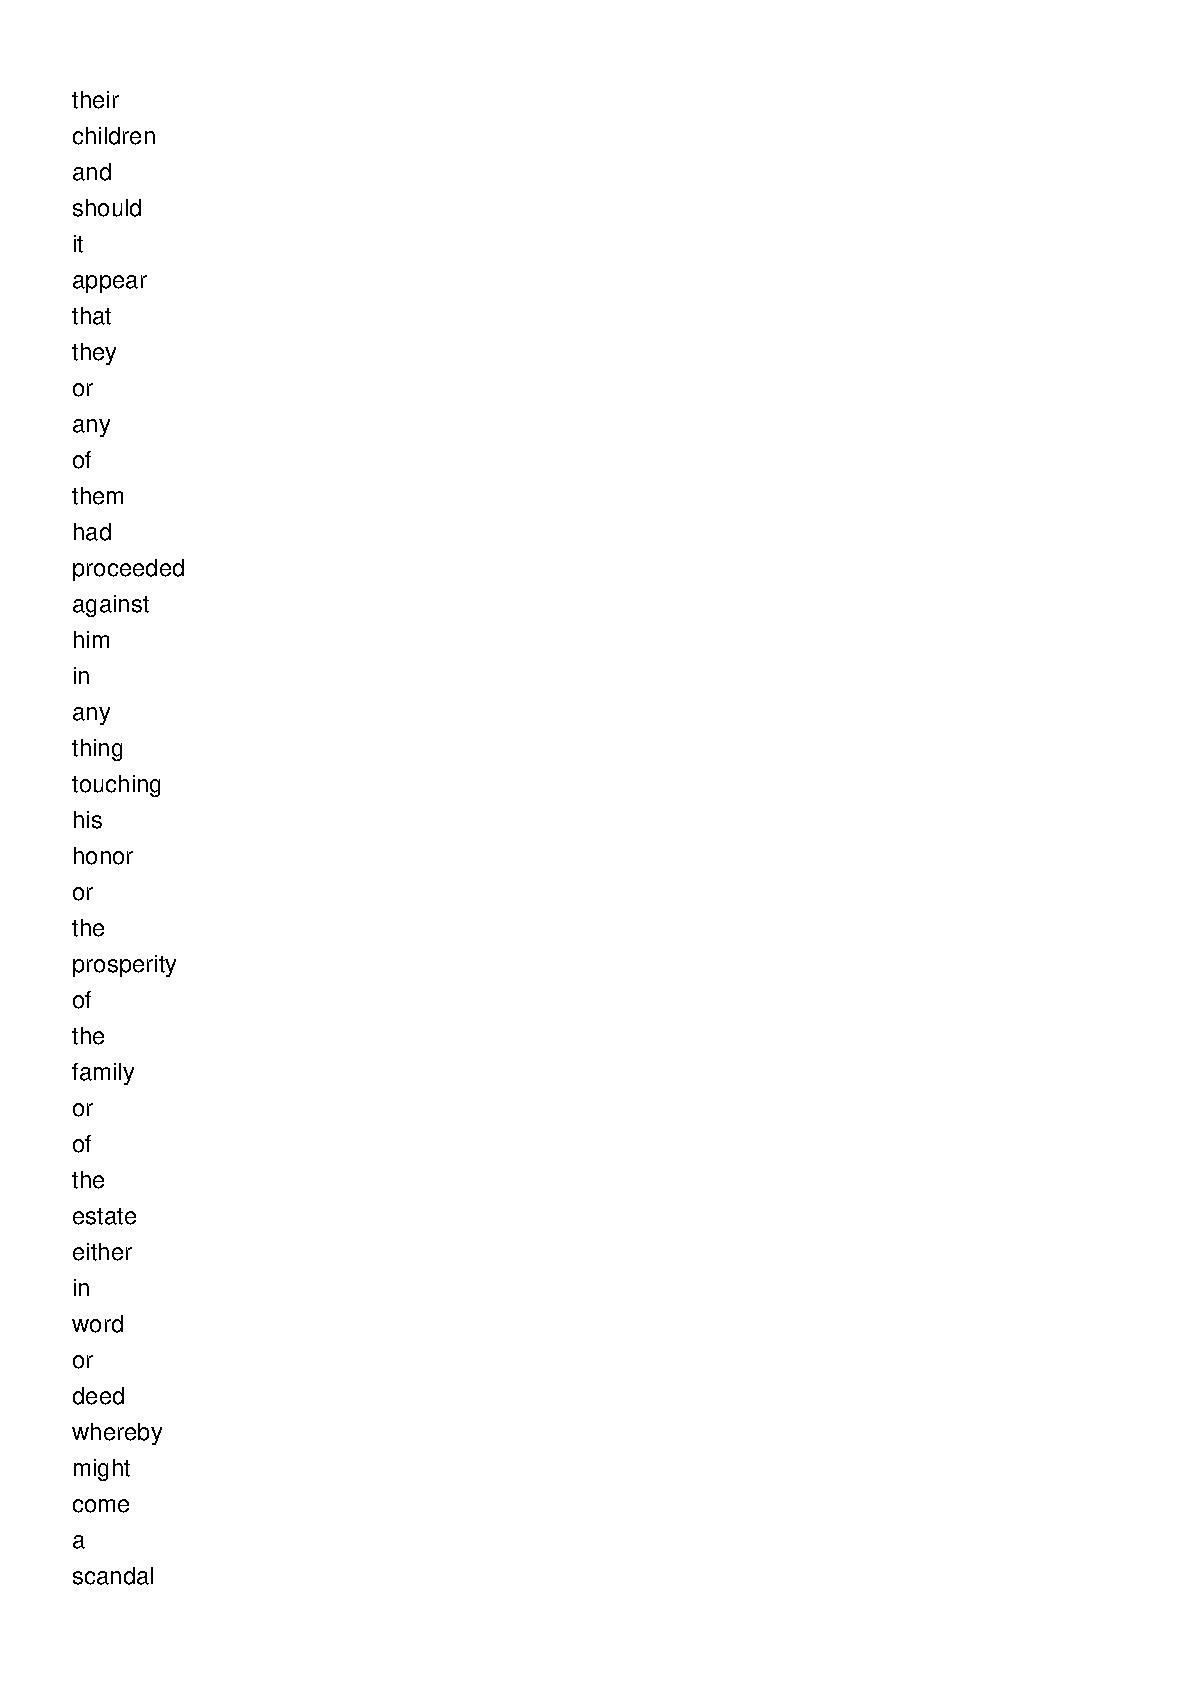 their
children
and
should
it
appear
that
they
or
any
of
them
had
proceeded
against
him
in
any
thing
touching
his
honor
or
the
prosperity
of
the
family
or
of
the
estate
either
in
word
or
deed
whereby
might
come
a
scandal